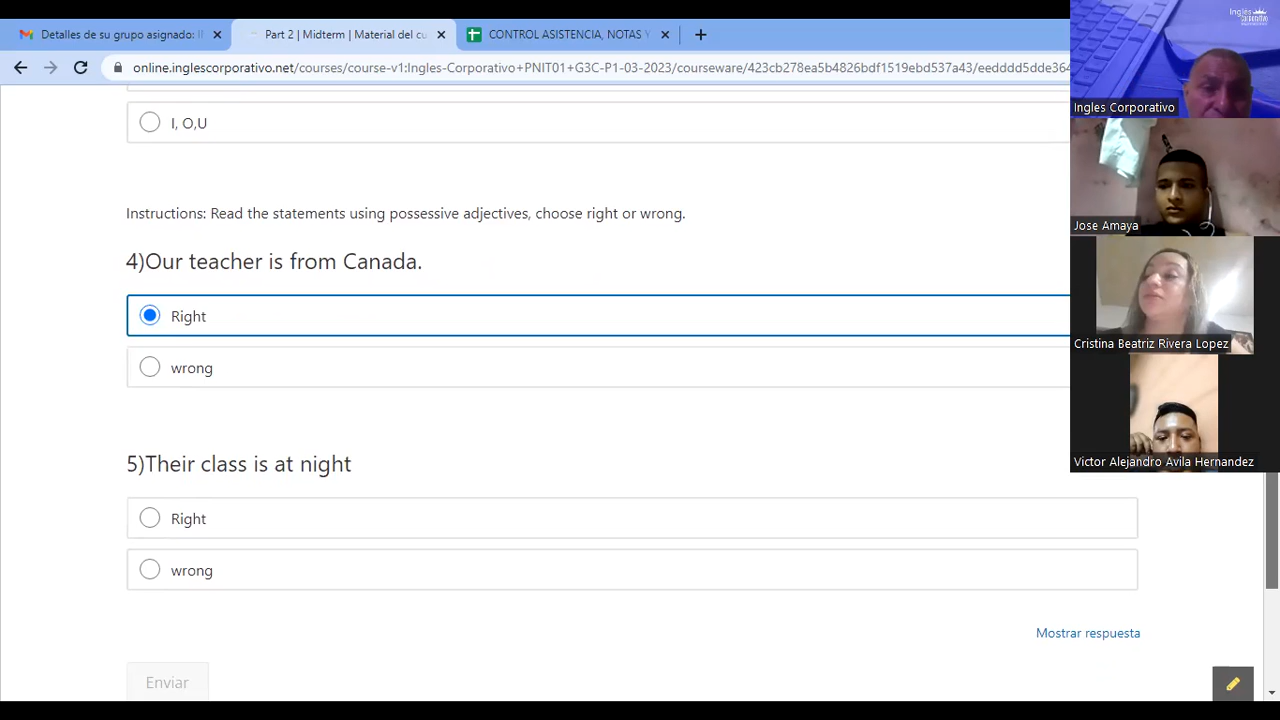 Detalles de su grupo asignado: I
Part 2 | Midterm | Material del cu
CONTROL ASISTENCIA, NOTAS Y
online.inglescorporativo.net/courses/course-v1:Ingles-Corporativo+PNIT01+G3C-P1-03-2023/courseware/423cb278ea5b4826bdf1519ebd537a43/eedddd5dde364
I, O,U
Instructions: Read the statements using possessive adjectives, choose right or wrong.
4)Our teacher is from Canada.
Right
wrong
5)Their class is at night
Right
wrong
Mostrar respuesta
Enviar
Ingles
Corporativo
Ingles Corporativo
Jose Amaya
Cristina Beatriz Rivera Lopez
Victor Alejandro Avila Hernandez